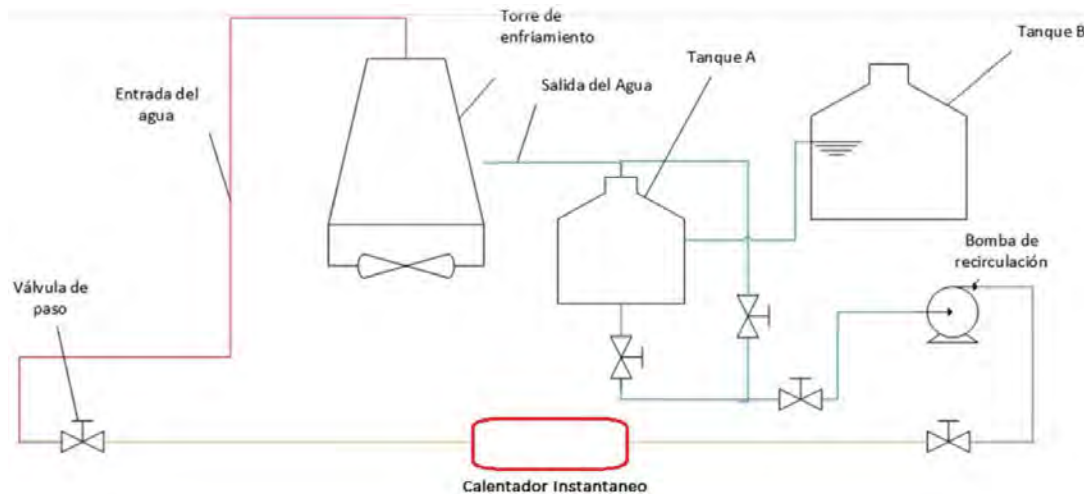 Torre de
enfriamiento
Tanque B
Tanque A
Entrada del
agua
Salida del Agua
Bomba de
recirculación
Válvula de
paso
Calentador Instantaneo